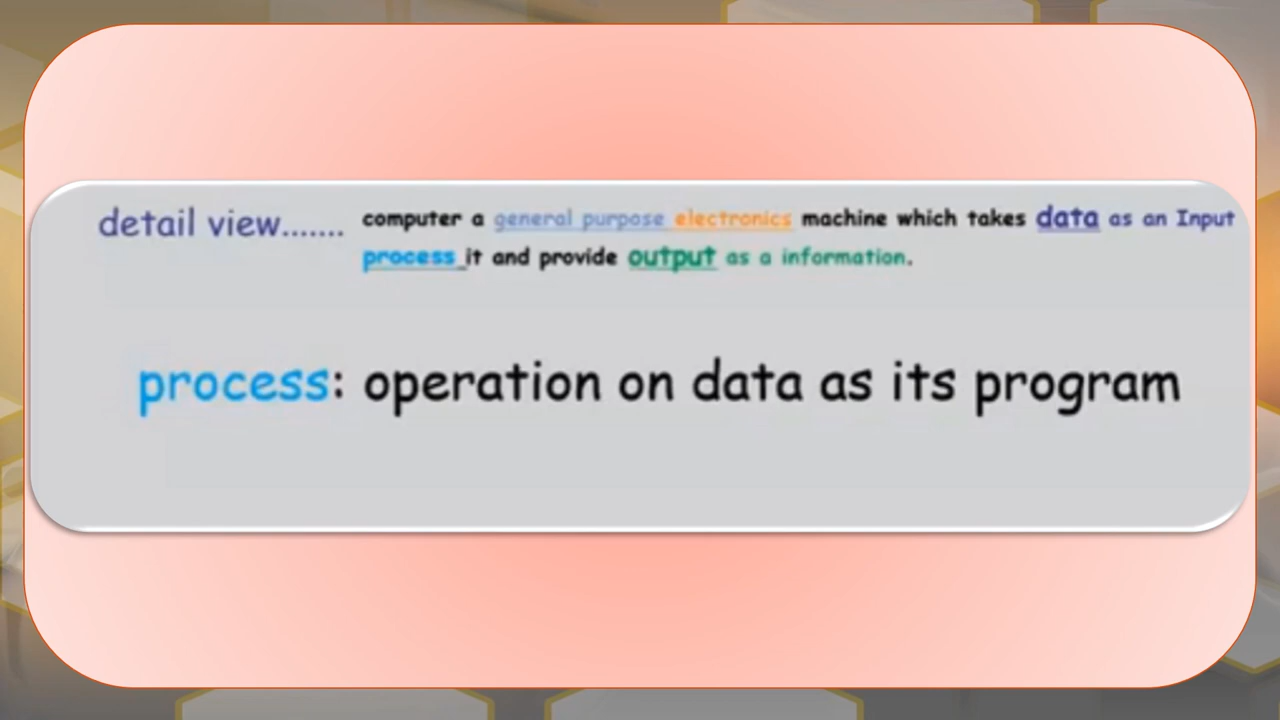 detail view....... computer a general purpose electronics machine which takes data as an Input
process it and provide output as a information.
process: operation on data as its program